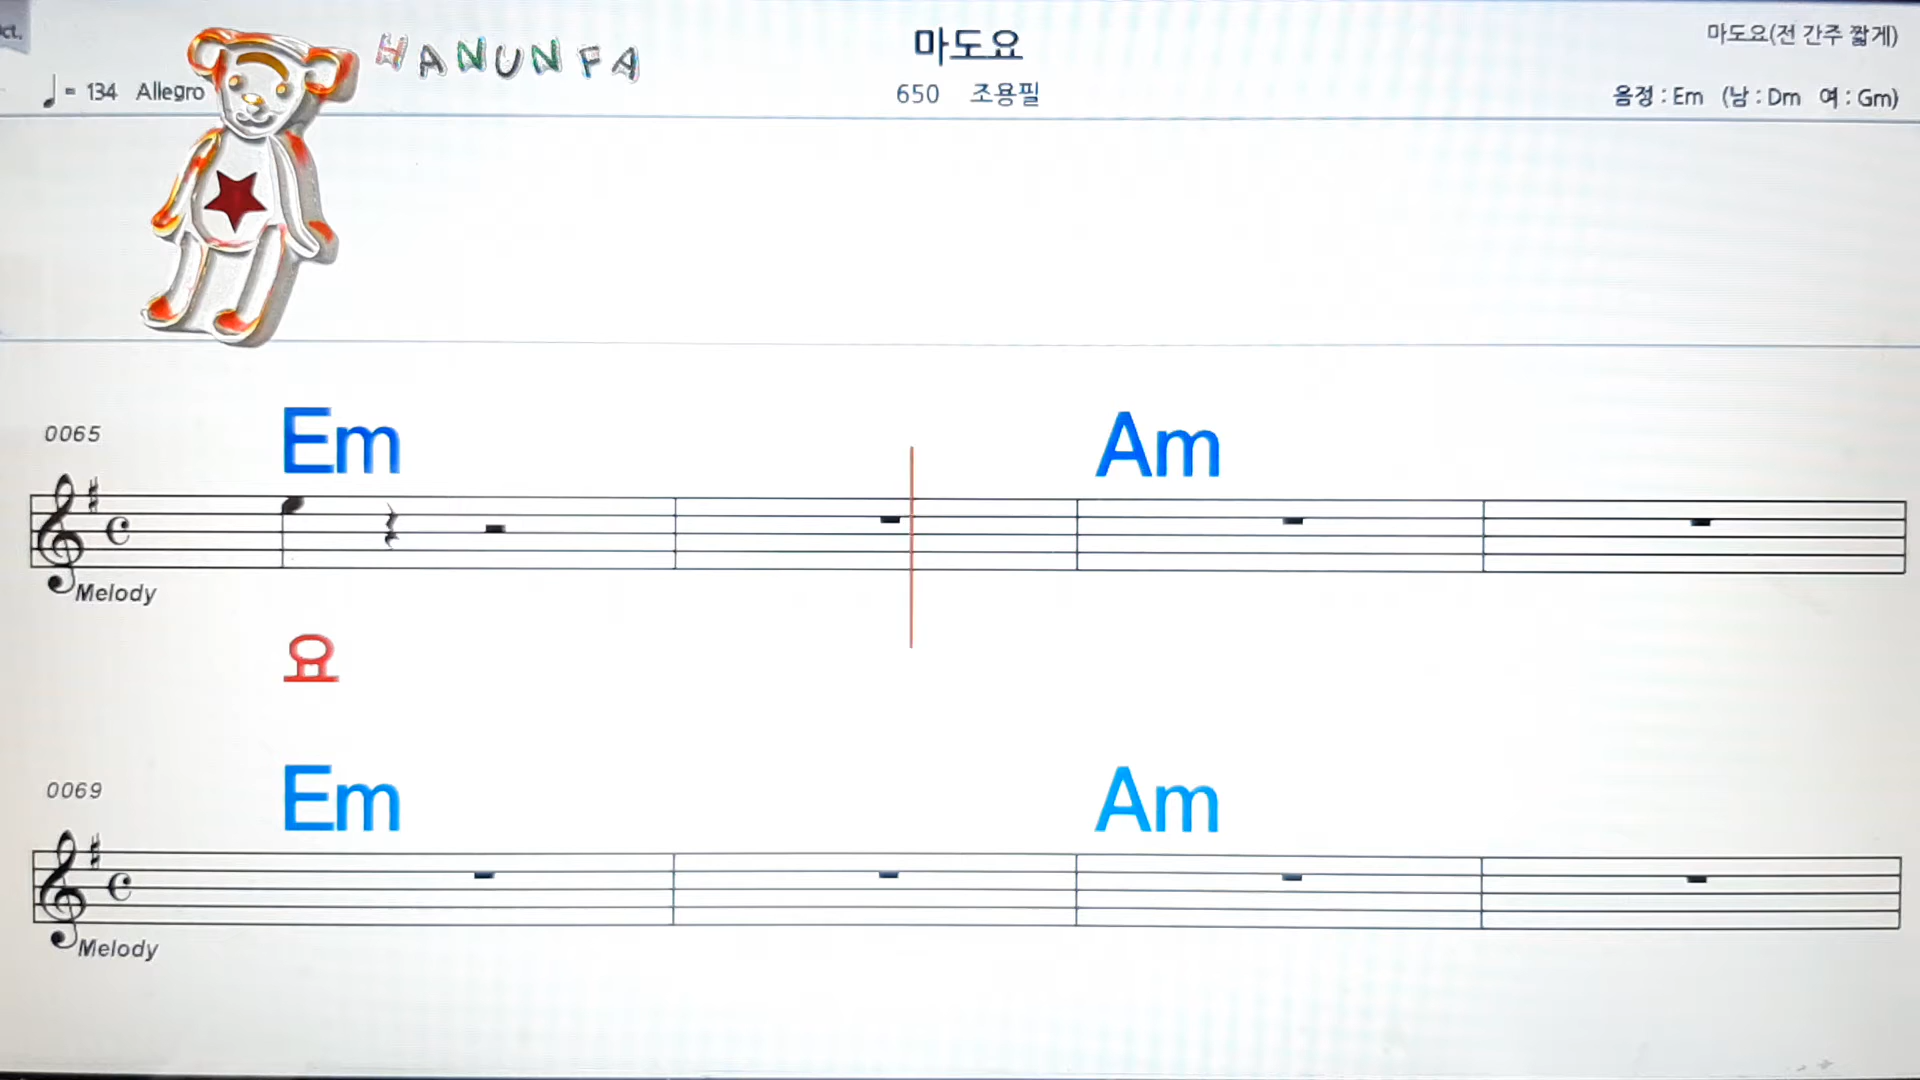 마도요
마도요(전 간주 짧게)
♩ = 134 Allegro
HANUNFA
650 조용필
음정 : Em (남 : Dm 여 : Gm)
0065
Em Am
Melody
요
0069
Em Am
Melody